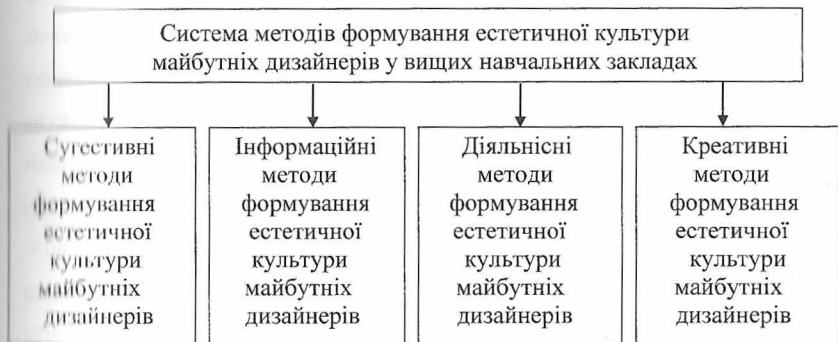 Система методів формування естетичної культури
майбутніх дизайнерів у вищих навчальних закладах
Сугестивні
методи
формування
естетичної
культури
майбутніх
дизайнерів
Інформаційні
методи
формування
естетичної
культури
майбутніх
дизайнерів
Діяльнісні
методи
формування
естетичної
культури
майбутніх
дизайнерів
Креативні
методи
формування
естетичної
культури
майбутніх
дизайнерів